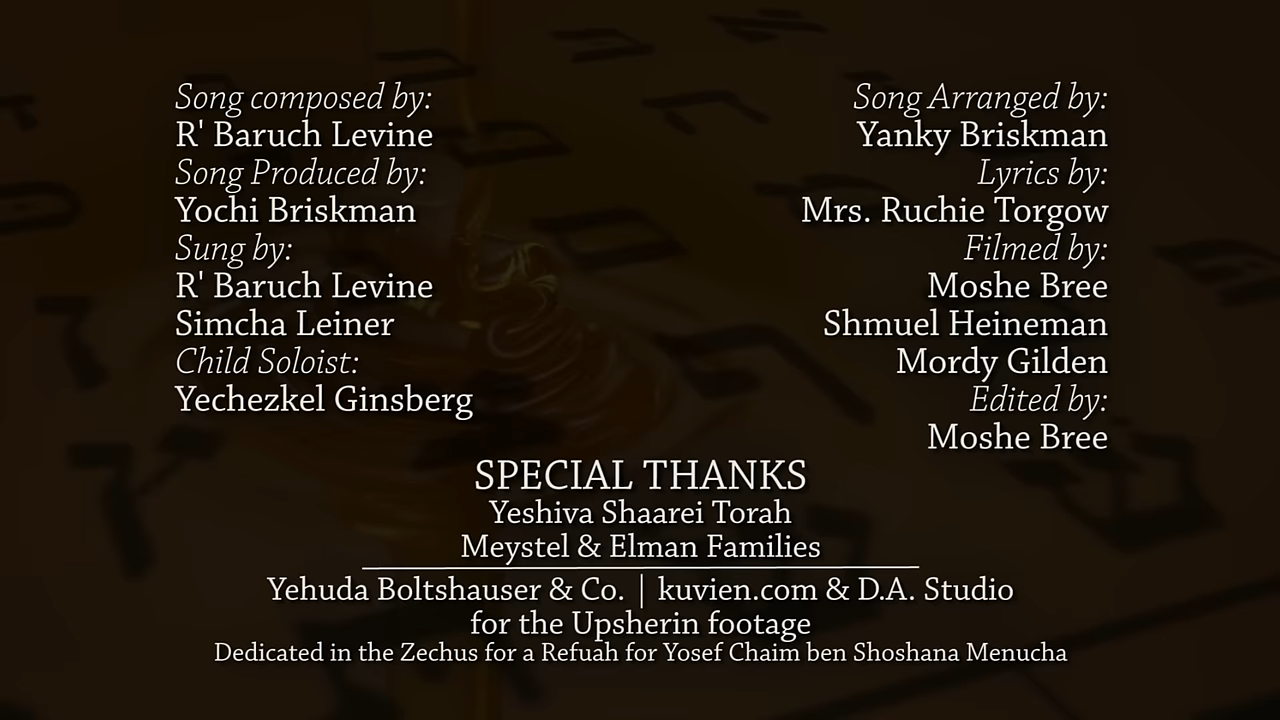 Song composed by:
R' Baruch Levine
Song Produced by:
Yochi Briskman
Sung by:
R' Baruch Levine
Simcha Leiner
Child Soloist:
Yechezkel Ginsberg
Song Arranged by:
Yanky Briskman
Lyrics by:
Mrs. Ruchie Torgow
Filmed by:
Moshe Bree
Shmuel Heineman
Mordy Gilden
Edited by:
Moshe Bree
SPECIAL THANKS
Yeshiva Shaarei Torah
Meystel & Elman Families
Yehuda Boltshauser & Co. | kuvien.com & D.A. Studio
for the Upsherin footage
Dedicated in the Zechus for a Refuah for Yosef Chaim ben Shoshana Menucha